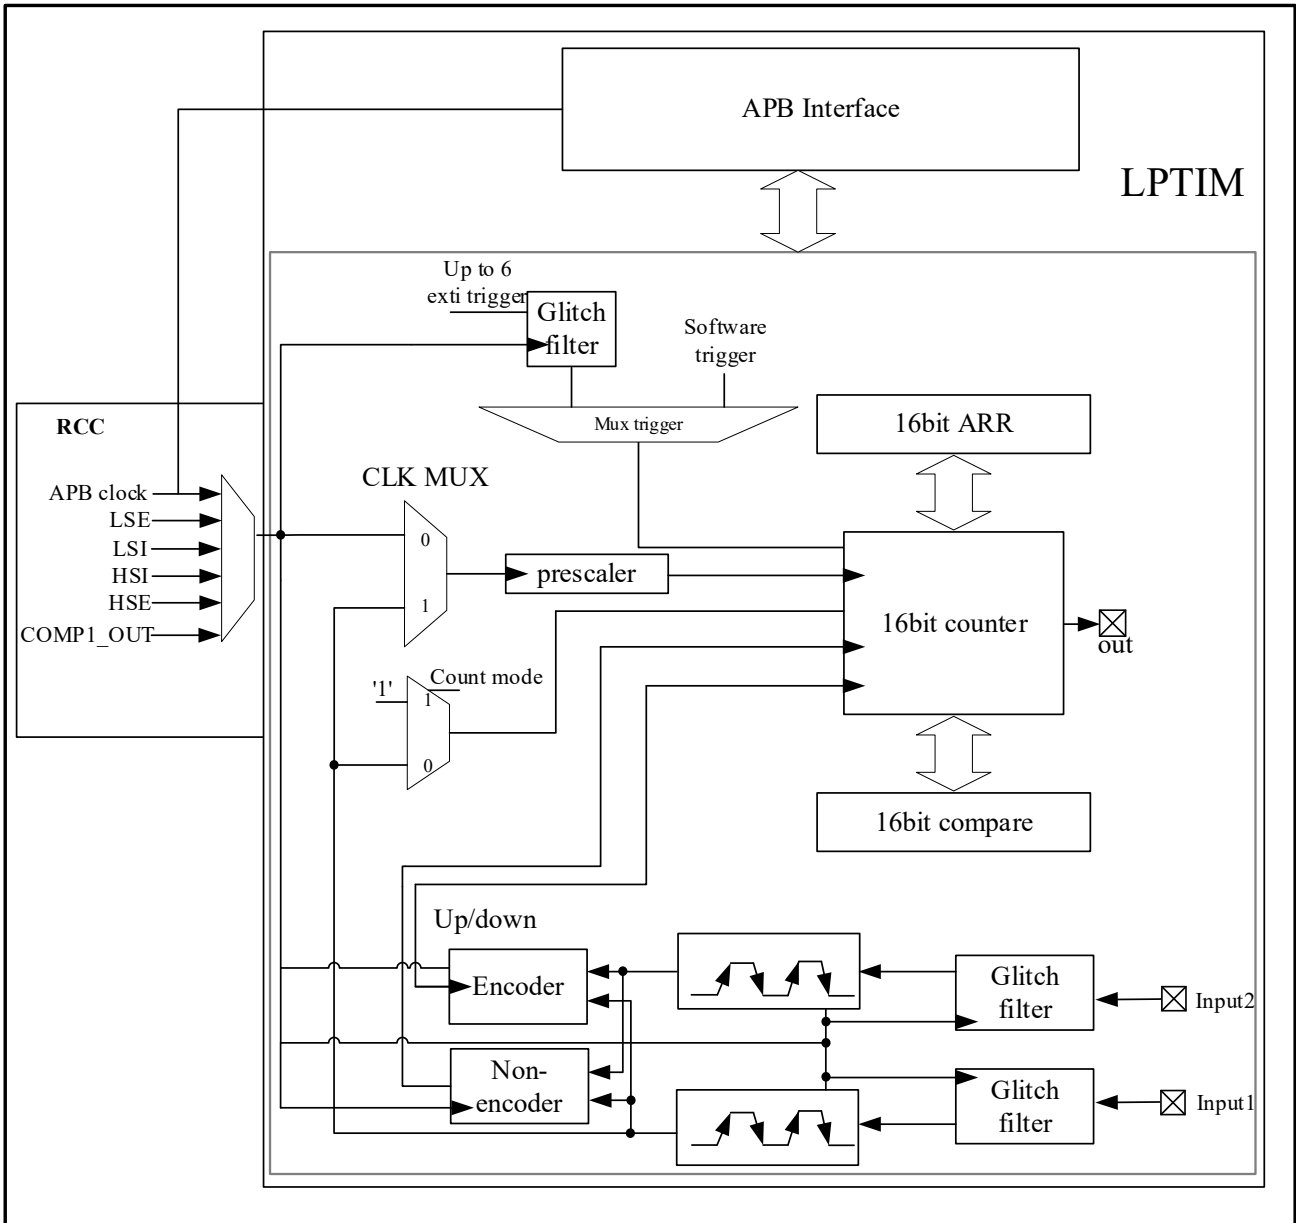 APB Interface
LPTIM
Up to 6
exti trigger
Glitch
filter
Software
trigger
Mux trigger
16bit ARR
RCC
CLK MUX
APB clock
LSE
LSI
HSI
HSE
COMP1_OUT
0
1
prescaler
16bit counter
out
'1'
Count mode
1
0
16bit compare
Up/down
Encoder
Glitch
filter
Input2
Non-
encoder
Glitch
filter
Input1